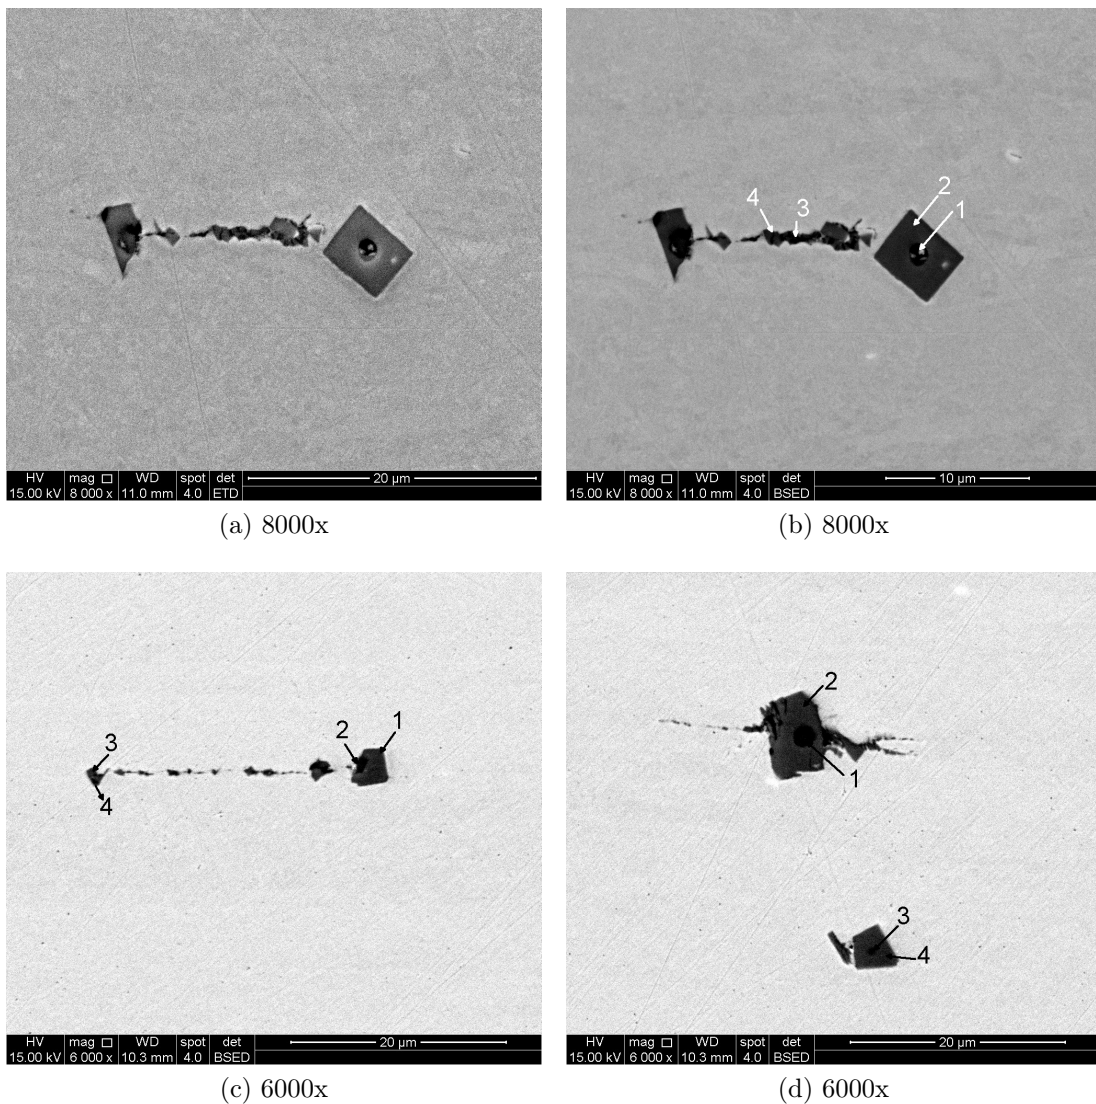 4
3
2
1
HV mag WD spot det 20 µm
15.00 kV 8 000 x 11.0 mm 4.0 ETD
HV mag WD spot det 10 µm
15.00 kV 8 000 x 11.0 mm 4.0 BSED
(a) 8000x
(b) 8000x
1
2
3
4
2
1
3
4
HV mag WD spot det 20 µm
15.00 kV 6 000 x 10.3 mm 4.0 BSED
HV mag WD spot det 20 µm
15.00 kV 6 000 x 10.3 mm 4.0 BSED
(c) 6000x
(d) 6000x